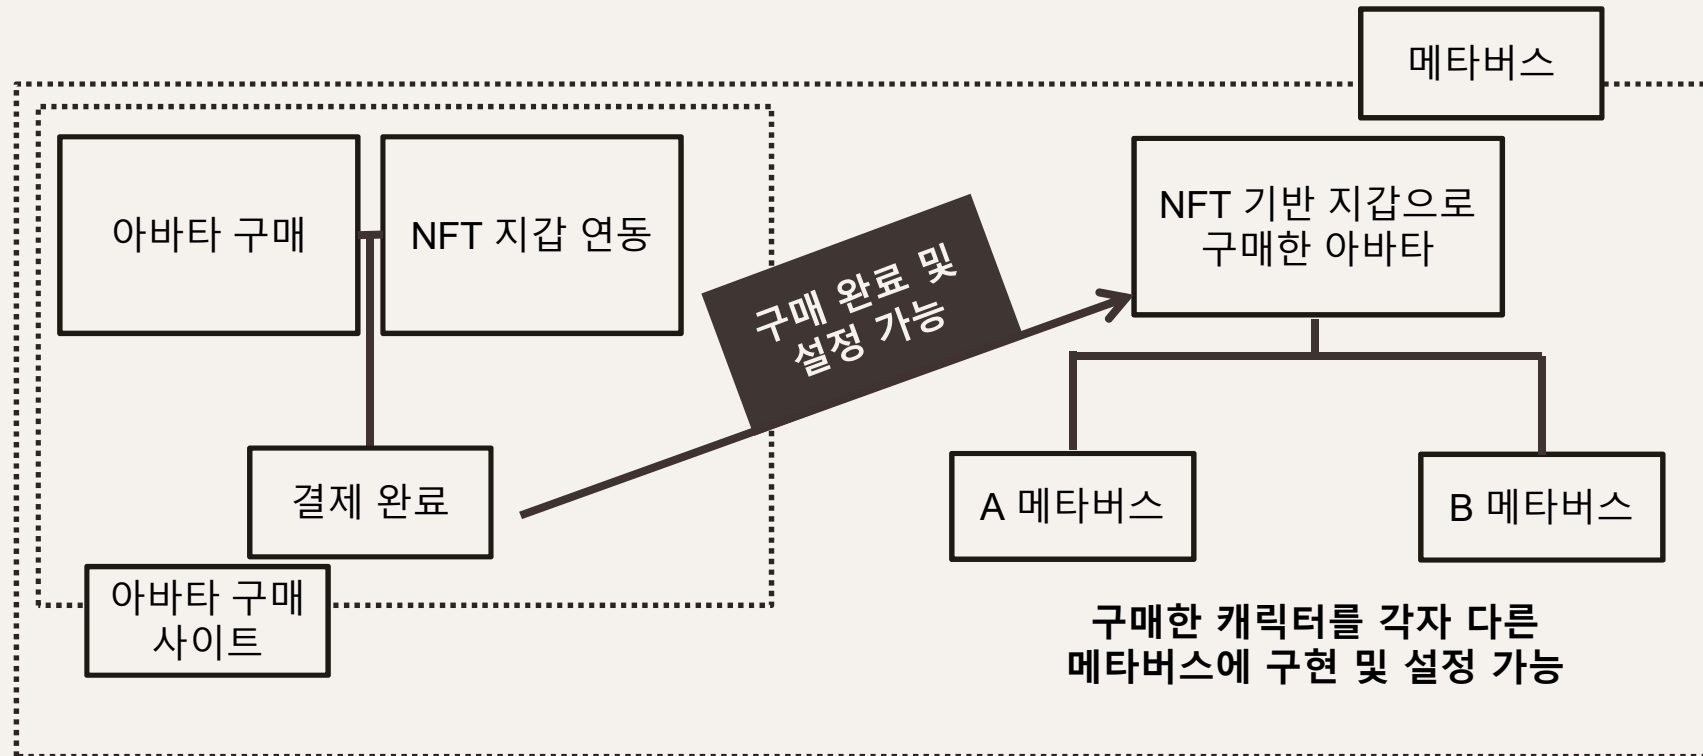 메타버스
아바타 구매
NFT 지갑 연동
결제 완료
아바타 구매
사이트
구매 완료 및
설정 가능
NFT 기반 지갑으로
구매한 아바타
A 메타버스
B 메타버스
구매한 캐릭터를 각자 다른
메타버스에 구현 및 설정 가능